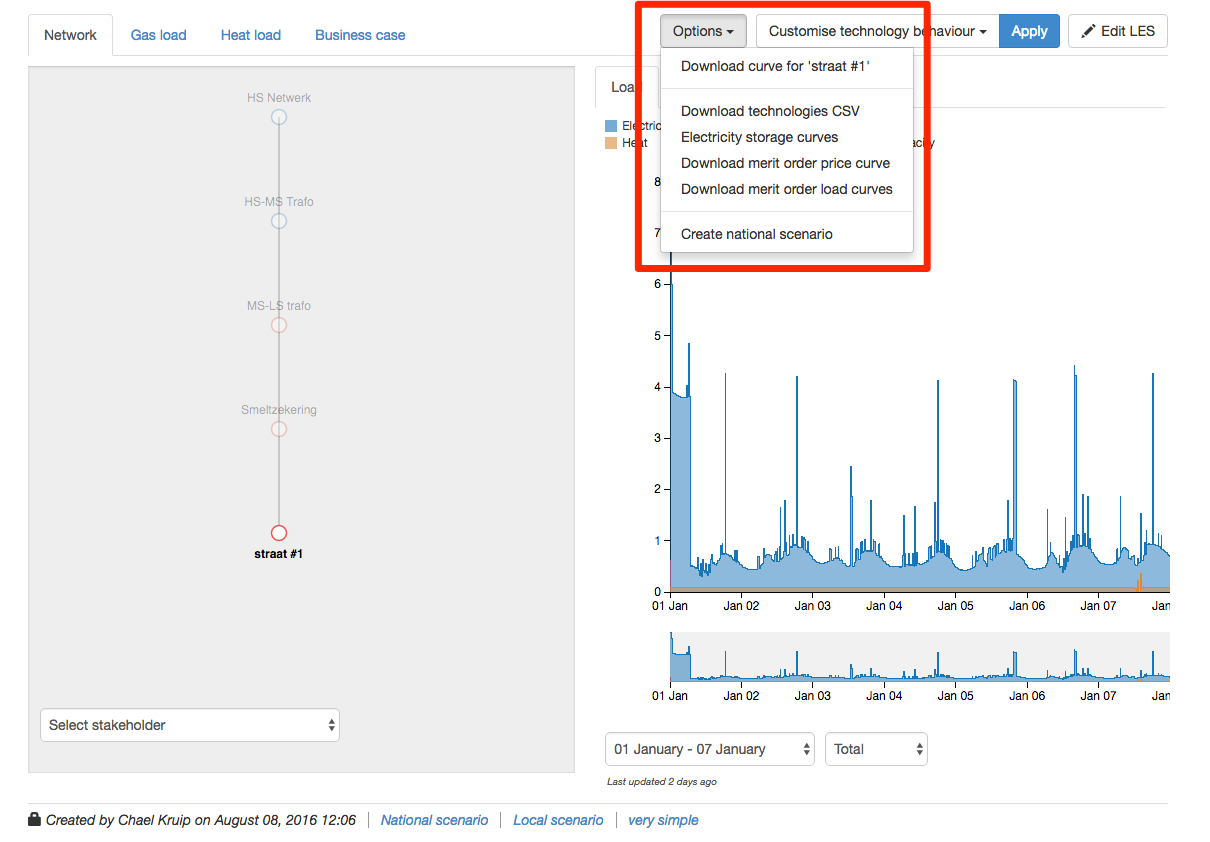 Network Gas load Heat load Business case Options Customise technology behaviour Apply Edit LES
Download curve for 'straat #1'
Download technologies CSV
Electricity storage curves
Download merit order price curve
Download merit order load curves
Create national scenario
HS Netwerk
HS-MS Trafo
MS-LS trafo
Smeltzekering
straat #1
Select stakeholder
Heat
8
7
6
5
4
3
2
1
0
01 Jan Jan 02 Jan 03 Jan 04 Jan 05 Jan 06 Jan 07 Jan
01 Jan Jan 02 Jan 03 Jan 04 Jan 05 Jan 06 Jan 07 Jan
01 January - 07 January Total
Last updated 2 days ago
Created by Chael Kruip on August 08, 2016 12:06 National scenario Local scenario very simple